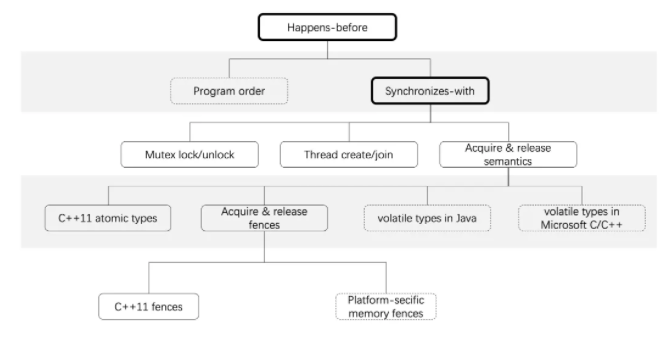 Happens-before
Program order
Synchronizes-with
Mutex lock/unlock
Thread create/join
Acquire & release
semantics
C++11 atomic types
Acquire & release
fences
volatile types in Java
volatile types in
Microsoft C/C++
C++11 fences
Platform-secific
memory fences